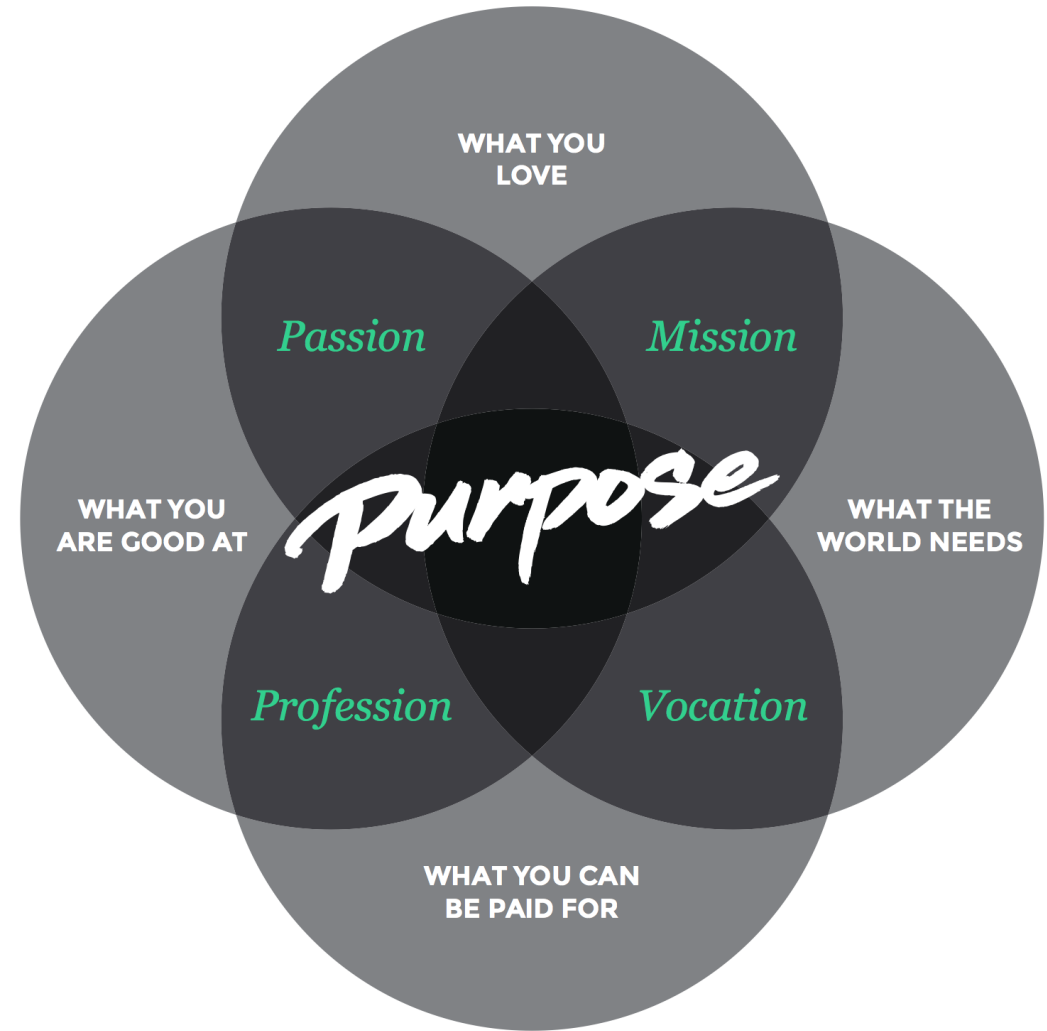 WHAT YOU
LOVE
Passion
Mission
Purpose
WHAT YOU
ARE GOOD AT
WHAT THE
WORLD NEEDS
Profession
Vocation
WHAT YOU CAN
BE PAID FOR